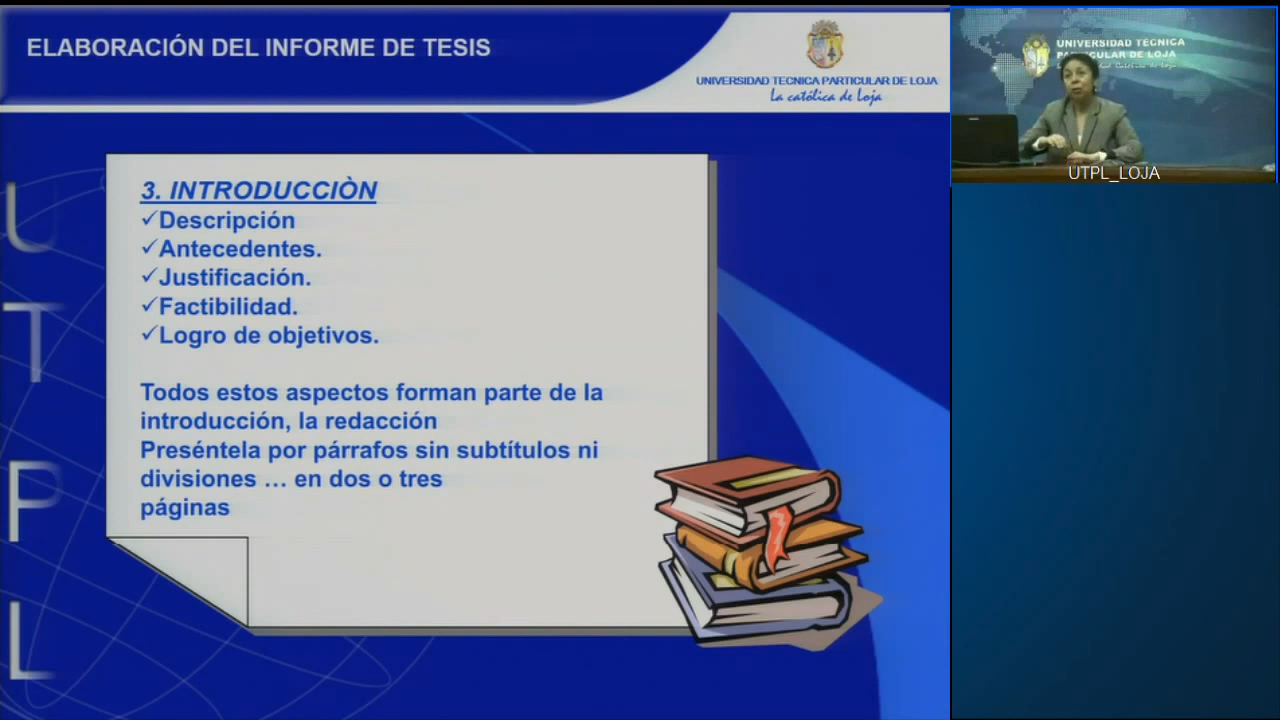 ELABORACIÓN DEL INFORME DE TESIS
UNIVERSIDAD TECNICA PARTICULAR DE LOJA
La católica de Loja
3. INTRODUCCIÒN
✓Descripción
✓Antecedentes.
✓Justificación.
✓Factibilidad.
✓Logro de objetivos.
Todos estos aspectos forman parte de la
introducción, la redacción
Preséntela por párrafos sin subtítulos ni
divisiones … en dos o tres
páginas
U
T
P
L
UNIVERSIDAD TÉCNICA
PARTICULAR DE LOJA
UTPL_LOJA